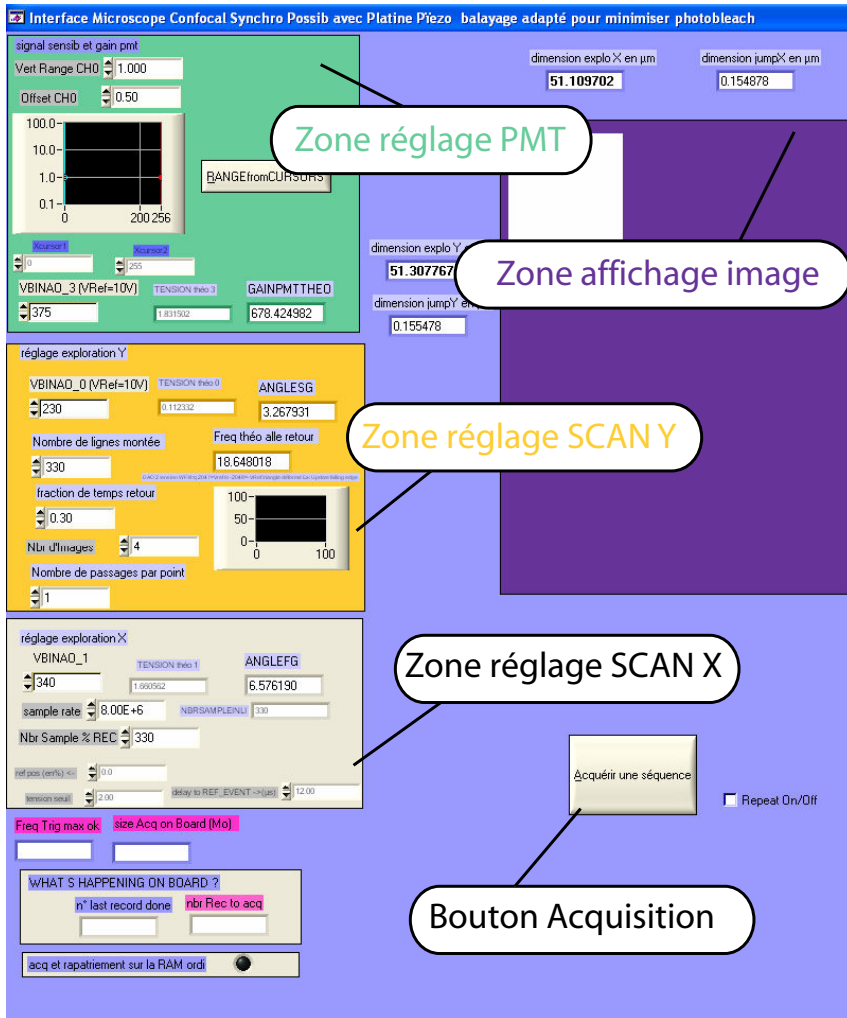 Interface Microscope Confocal Synchro Possib avec Platine Pïezo balayage adapté pour minimiser photobleach
signal sensib et gain pmt
Vert Range CH0 1.000
Offset CH0 0.50
100.0
10.0
1.0
0.1
0 200 256
RANGEfromCURSORS
Xcursor1 Xcursor2
0 255
VBINAO_3 (VRef=10V) TENSION théo 3 GAINPMTTHEO
375 1.831502 678.424982
Zone réglage PMT
dimension explo X en µm dimension jumpX en µm
51.109702 0.154878
dimension explo Y
51.307767
dimension jumpY en
0.155478
Zone affichage image
réglage exploration Y
VBINAO_0 (VRef=10V) TENSION théo 0 ANGLESG
230 0.112332 3.267931
Nombre de lignes montée Freq théo alle retour
330 18.648018
fraction de temps retour
0.30
100
50
0
0 100
Nbr d'Images 4
Nombre de passages par point
1
Zone réglage SCAN Y
réglage exploration X
VBINAO_1 TENSION théo 1 ANGLEFG
340 1.660562 6.576190
sample rate 8.00E+6 NBRSAMPLEINLI 330
Nbr Sample % REC 330
ref pos (en%) <- 0.0
tension seuil 2.00 delay to REF_EVENT ->(µs) 12.00
Zone réglage SCAN X
Acquérir une séquence
Repeat On/Off
Bouton Acquisition
Freq Trig max ok size Acq on Board (Mo)
WHAT S HAPPENING ON BOARD ?
n° last record done nbr Rec to acq
acq et rapatriement sur la RAM ordi